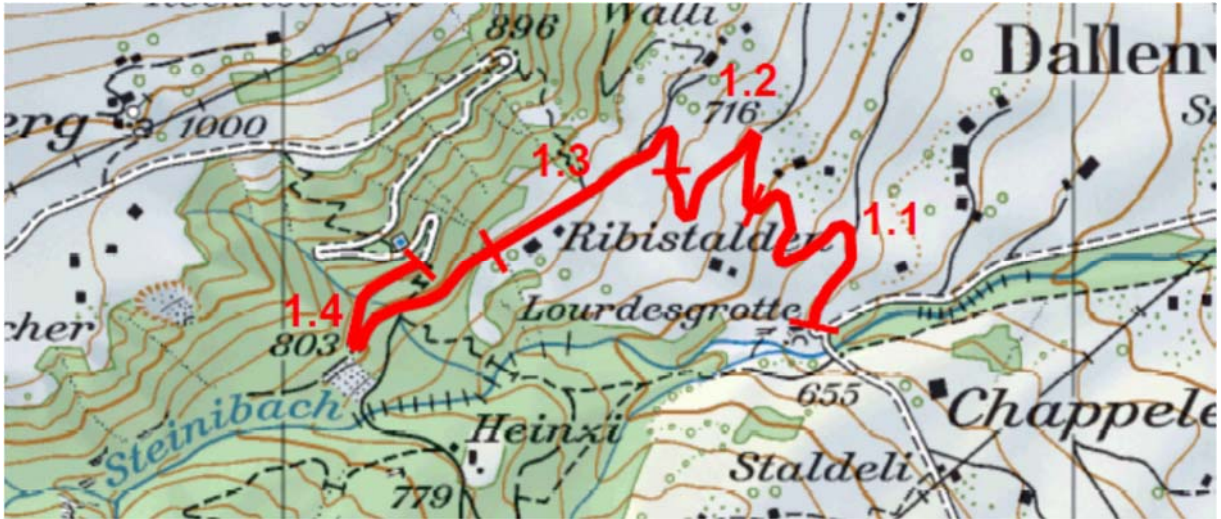 Walli
896
Dallenw
1.2
716
erg
1000
1.3
1.1
Ribistalden
Lourdesgrotte
1.4
cher
803
655
Steinibach
Heinxi
Chappele
Staldeli
779